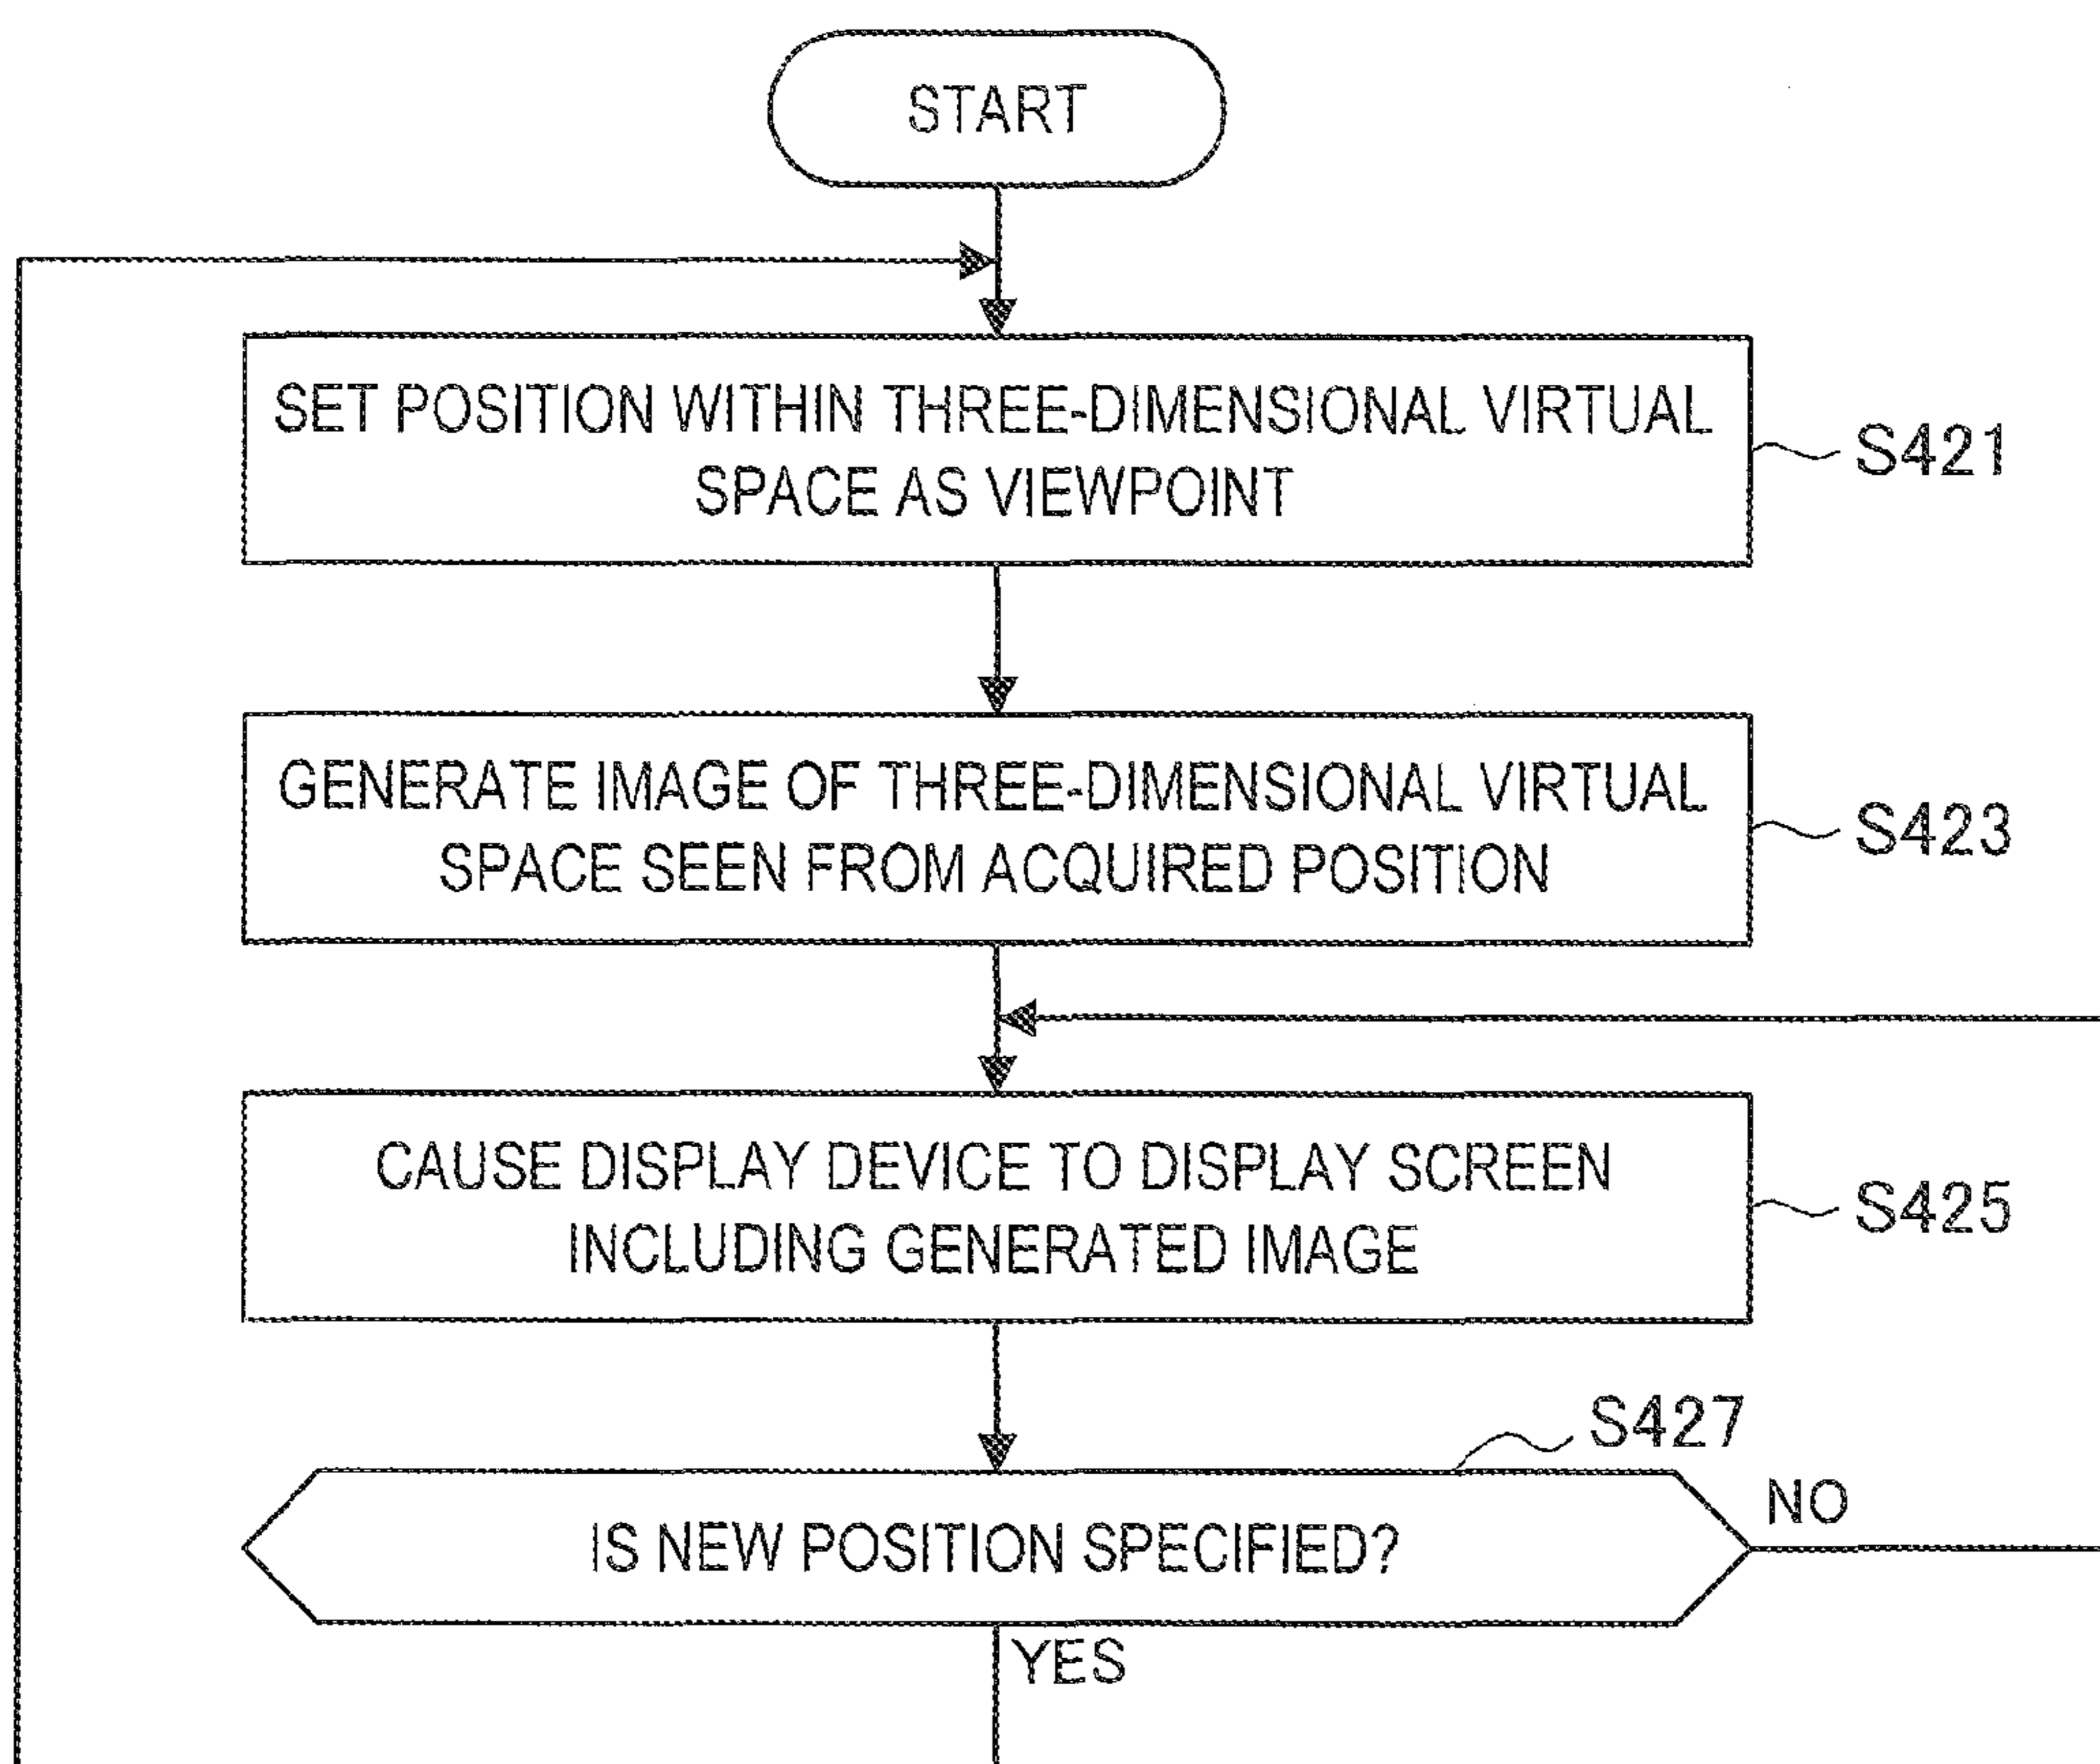 START
SET POSITION WITHIN THREE-DIMENSIONAL VIRTUAL
SPACE AS VIEWPOINT
S421
GENERATE IMAGE OF THREE-DIMENSIONAL VIRTUAL
SPACE SEEN FROM ACQUIRED POSITION
S423
CAUSE DISPLAY DEVICE TO DISPLAY SCREEN
INCLUDING GENERATED IMAGE
S425
S427
IS NEW POSITION SPECIFIED?
NO
YES